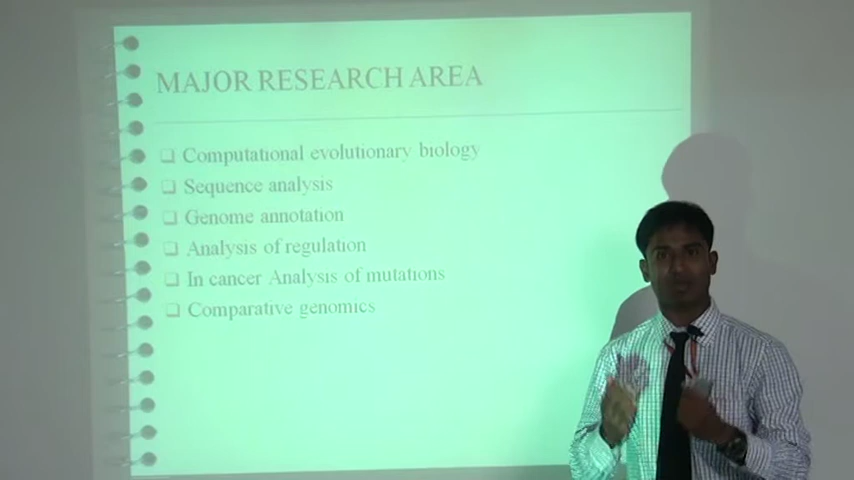 MAJOR RESEARCH AREA
❑ Computational evolutionary biology
❑ Sequence analysis
❑ Genome annotation
❑ Analysis of regulation
❑ In cancer Analysis of mutations
❑ Comparative genomics